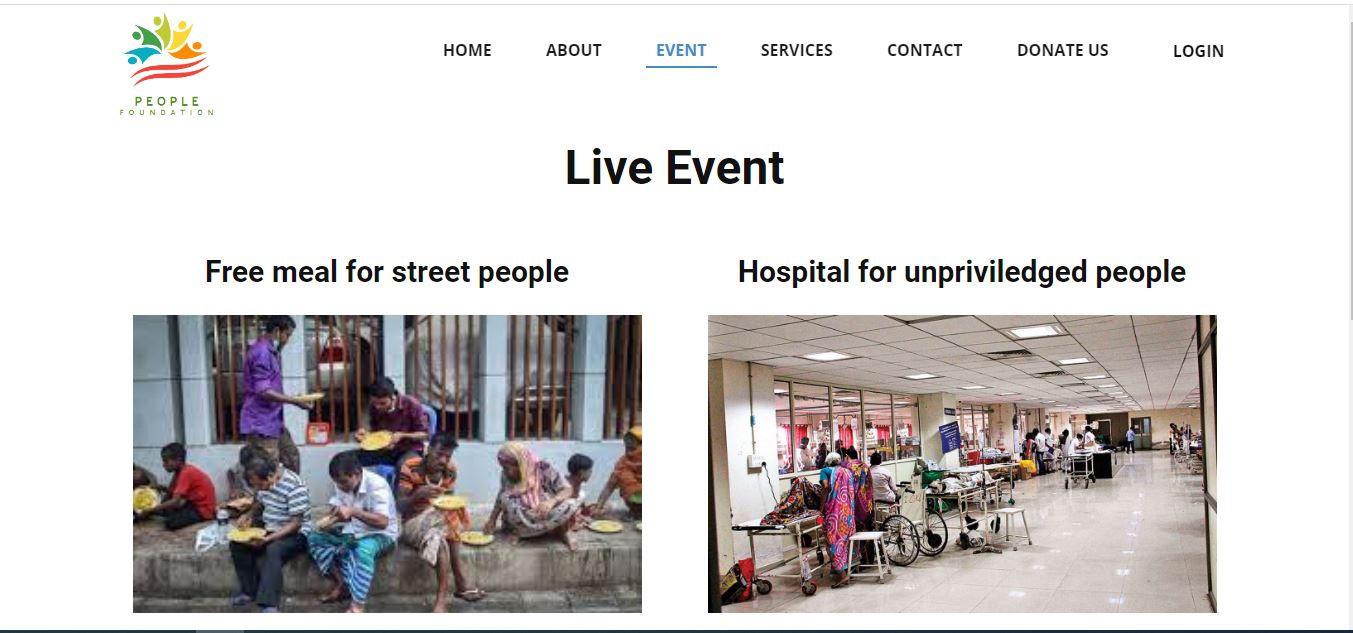 PEOPLE
FOUNDATION
HOME ABOUT EVENT SERVICES CONTACT DONATE US LOGIN
Live Event
Free meal for street people
Hospital for unpriviledged people